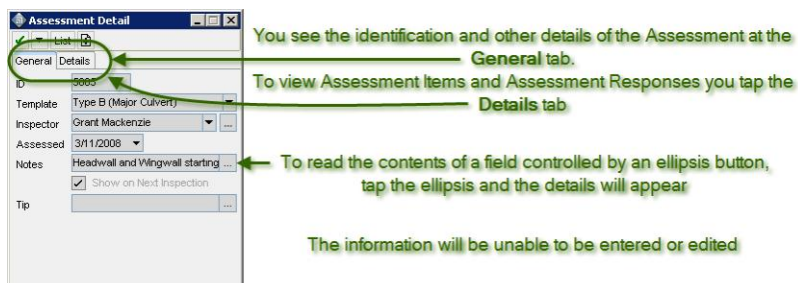 Assessment Detail
List
General Details
ID 5865
Template Type B (Major Culvert)
Inspector Grant Mackenzie ...
Assessed 3/11/2008
Notes Headwall and Wingwall starting ...
Show on Next Inspection
Tip ...
You see the identification and other details of the Assessment at the
General tab.
To view Assessment Items and Assessment Responses you tap the
Details tab
To read the contents of a field controlled by an ellipsis button,
tap the ellipsis and the details will appear
The information will be unable to be entered or edited